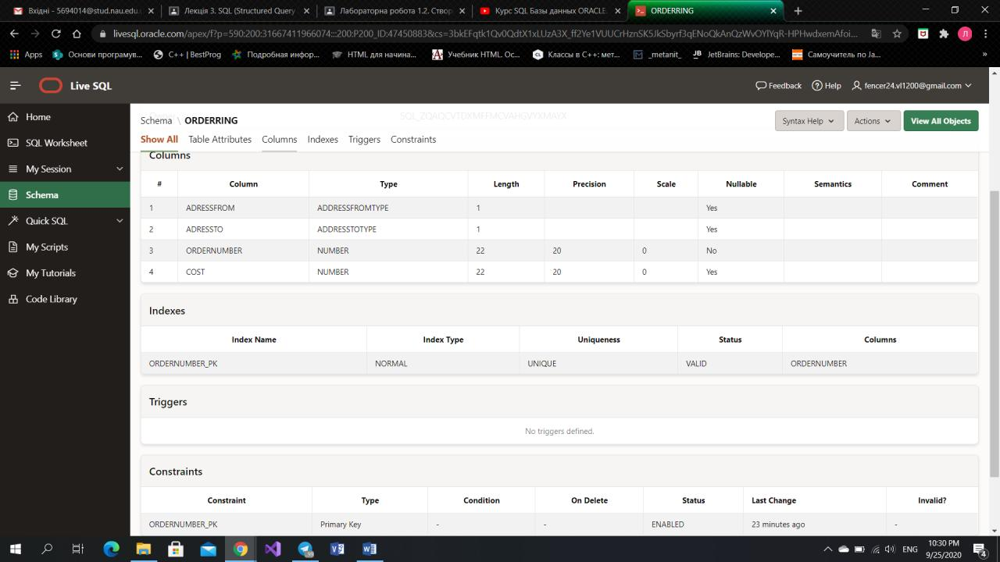 Вхідні - 5694014@stud.nau.edu.
Лекція 3. SQL (Structured Query
Лабораторна робота 1.2. Створ
Курс SQL Базы данных ORACLE.
ORDERRING
livesql.oracle.com/apex/f?p=590:200:31667411966074:::200:P200_ID:47450883&cs=3bkEFqtk1Qv0QdtX1xLUzA3X_ff2Ye1VUUCrHznSK5JkSbyrf3qENoQkAnQzWvOYlYqR-HPHwdxemAfoi...
Apps
Основи програмув...
C++ | BestProg
Подробная инфор...
HTML для начина...
Учебник HTML. Ос...
Классы в C++: мет...
_metanit_
JetBrains: Develope...
Самоучитель по Ja...
»
Live SQL
Feedback
Help
fencer24.vl1200@gmail.com
Home
SQL Worksheet
My Session
Schema
Quick SQL
My Scripts
My Tutorials
Code Library
Schema \ ORDERRING
SQL_ZQAQCVTDXMFFMCVAHGVYXMAYX
Syntax Help
Actions
View All Objects
Show All Table Attributes Columns Indexes Triggers Constraints
Columns
# Column Type Length Precision Scale Nullable Semantics Comment
1 ADRESSFROM ADDRESSFROMTYPE 1 Yes
2 ADRESSTO ADDRESSTOTYPE 1 Yes
3 ORDERNUMBER NUMBER 22 20 0 No
4 COST NUMBER 22 20 0 Yes
Indexes
Index Name Index Type Uniqueness Status Columns
ORDERNUMBER_PK NORMAL UNIQUE VALID ORDERNUMBER
Triggers
No triggers defined.
Constraints
Constraint Type Condition On Delete Status Last Change Invalid?
ORDERNUMBER_PK Primary Key - - ENABLED 23 minutes ago -
99
ENG
10:30 PM
9/25/2020
4